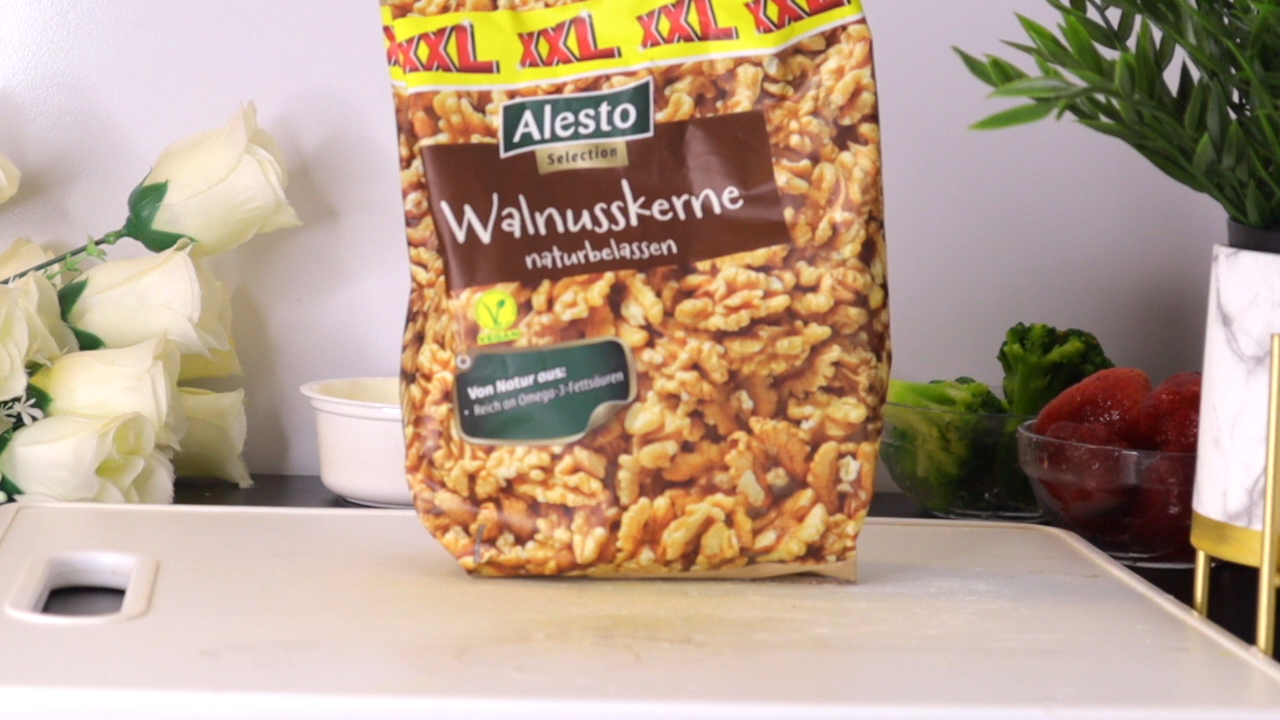 XXL XXL XXL XXL
Alesto
Selection
Walnusskerne
naturbelassen
VEGAN
Von Natur aus:
• Reich an Omega-3-Fettsäuren